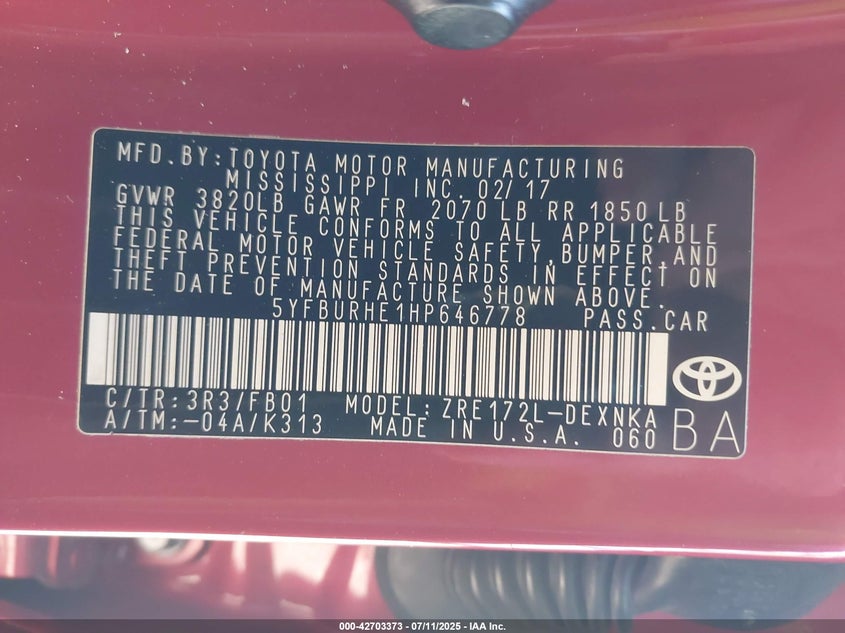 MFD.BY:TOYOTA MOTOR MANUFACTURING
MISSISSIPPI INC. 02/17
GVWR 3820LB GAWR FR 2070 LB RR 1850 LB
THIS VEHICLE CONFORMS TO ALL APPLICABLE
FEDERAL MOTOR VEHICLE SAFETY,BUMPER,AND
THEFT PREVENTION STANDARDS IN EFFECT ON
THE DATE OF MANUFACTURE SHOWN ABOVE.
5YFBURHE1HP646778 PASS.CAR
C/TR:3R3/FB01 MODEL:ZRE172L-DEXNKA
A/TM:-04A/K313 MADE IN U.S.A. 060 BA
000-42703373 - 07/11/2025 - IAA Inc.